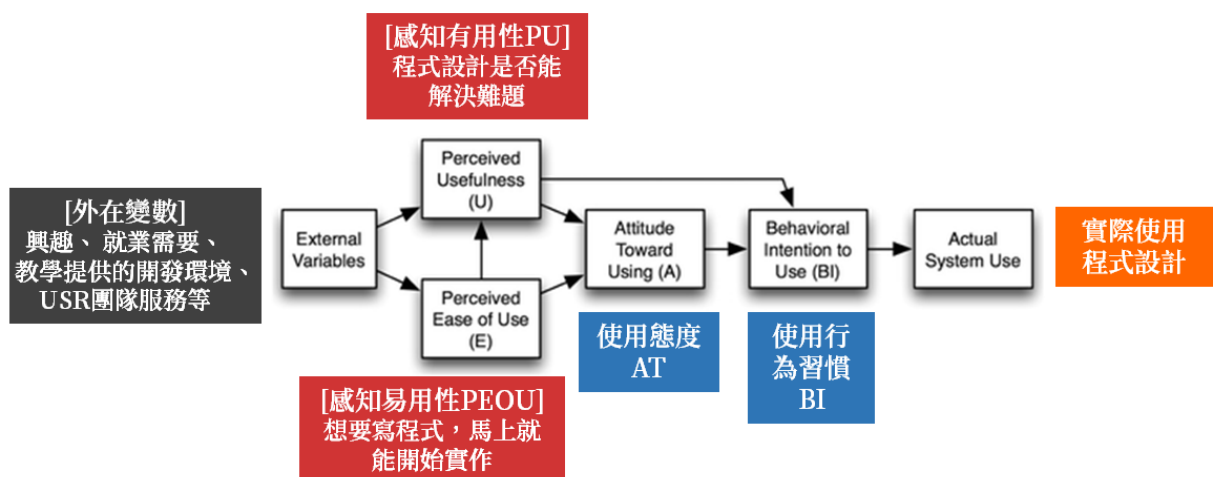 [感知有用性PU]
程式設計是否能
解決難題
Perceived
Usefulness
(U)
[外在變數]
興趣、 就業需要、
教學提供的開發環境、
USR團隊服務等
External
Variables
Attitude
Toward
Using (A)
Behavioral
Intention to
Use (BI)
Actual
System Use
實際使用
程式設計
Perceived
Ease of Use
(E)
使用態度
AT
使用行
為習慣
BI
[感知易用性PEOU]
想要寫程式，馬上就
能開始實作